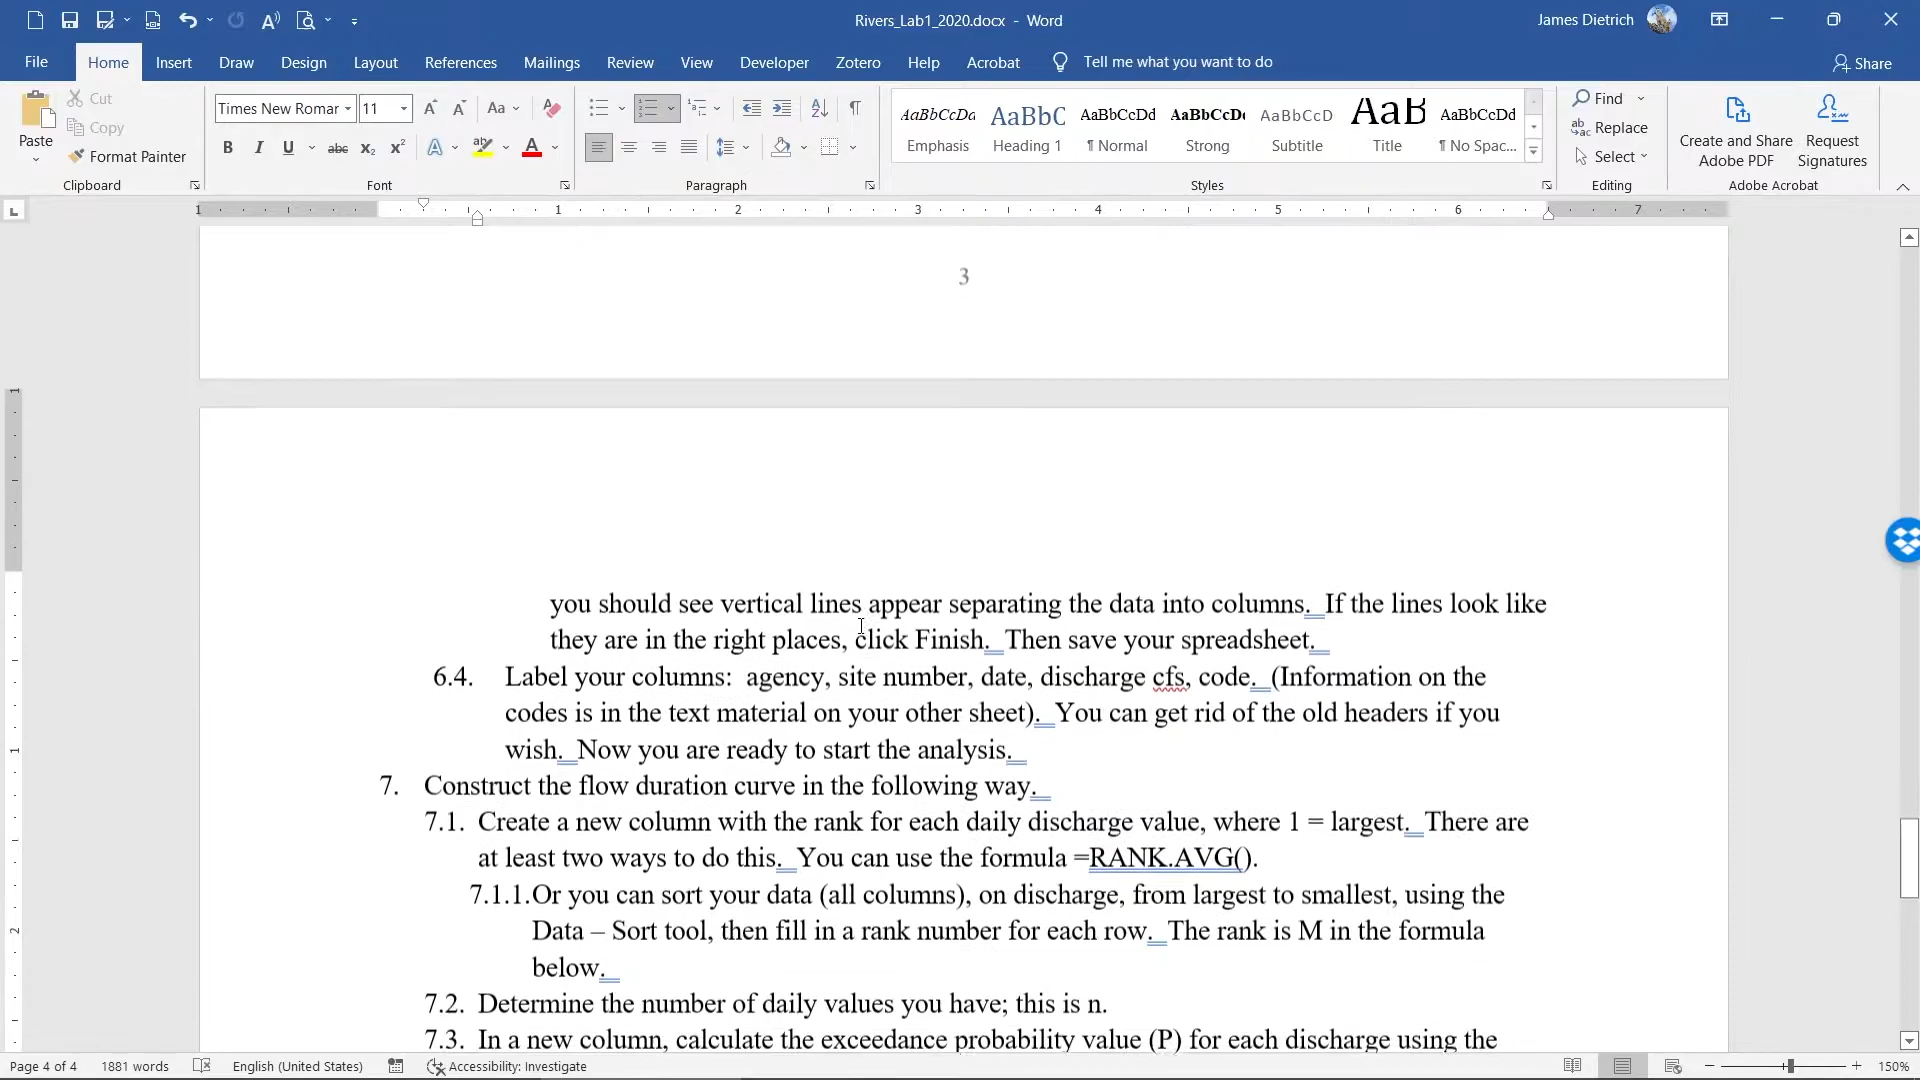 Rivers_Lab1_2020.docx - Word
James Dietrich
File Home Insert Draw Design Layout References Mailings Review View Developer Zotero Help Acrobat Tell me what you want to do Share
Paste
Cut
Copy
Format Painter
Clipboard
Times New Romar 11
Font
Paragraph
AaBbCcDd AaBbC AaBbCcDd AaBbCcD AaBbCcD AaB AaBbCcDd
Emphasis Heading 1 ¶ Normal Strong Subtitle Title ¶ No Spac...
Styles
Find
Replace
Select
Editing
Create and Share
Adobe PDF
Request
Signatures
Adobe Acrobat
1 1 2 3 4 5 6 7
3
you should see vertical lines appear separating the data into columns. If the lines look like
they are in the right places, click Finish. Then save your spreadsheet.
6.4. Label your columns: agency, site number, date, discharge cfs, code. (Information on the
codes is in the text material on your other sheet). You can get rid of the old headers if you
wish. Now you are ready to start the analysis.
7. Construct the flow duration curve in the following way.
7.1. Create a new column with the rank for each daily discharge value, where 1 = largest. There are
at least two ways to do this. You can use the formula =RANK.AVG().
7.1.1.Or you can sort your data (all columns), on discharge, from largest to smallest, using the
Data – Sort tool, then fill in a rank number for each row. The rank is M in the formula
below.
7.2. Determine the number of daily values you have; this is n.
7.3. In a new column, calculate the exceedance probability value (P) for each discharge using the
Page 4 of 4 1881 words English (United States) Accessibility: Investigate 150%